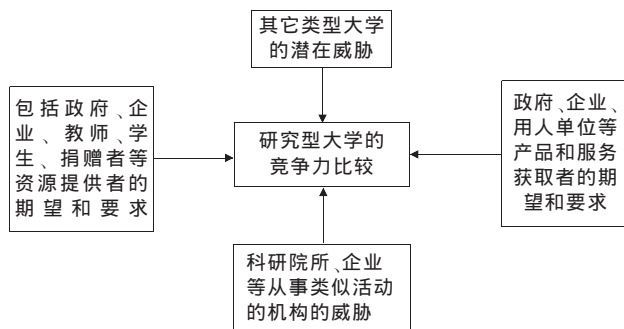 其它类型大学
的潜在威胁
包括政府、企
业、教师、学
生、捐赠者等
资源提供者的
期望和要求
研究型大学的
竞争力比较
政府、企业、
用人单位等
产品和服务
获取者的期
望和要求
科研院所、企业
等从事类似活动
的机构的威胁